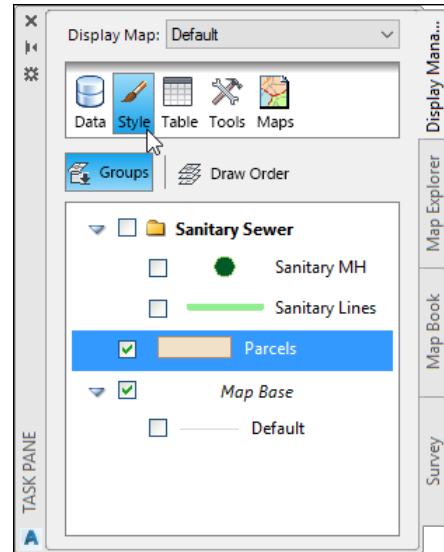 Display Map: Default
Data Style Table Tools Maps
Groups Draw Order
Sanitary Sewer
Sanitary MH
Sanitary Lines
Parcels
Map Base
Default
TASK PANE
Display Mana...
Map Explorer
Map Book
Survey